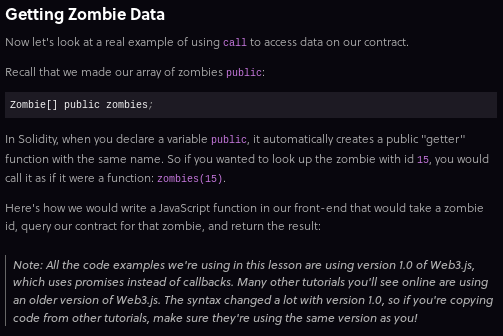 Getting Zombie Data
Now let's look at a real example of using call to access data on our contract.
Recall that we made our array of zombies public:
Zombie[] public zombies;
In Solidity, when you declare a variable public, it automatically creates a public "getter"
function with the same name. So if you wanted to look up the zombie with id 15, you would
call it as if it were a function: zombies(15).
Here's how we would write a JavaScript function in our front-end that would take a zombie
id, query our contract for that zombie, and return the result:
Note: All the code examples we're using in this lesson are using version 1.0 of Web3.js,
which uses promises instead of callbacks. Many other tutorials you'll see online are using
an older version of Web3.js. The syntax changed a lot with version 1.0, so if you're copying
code from other tutorials, make sure they're using the same version as you!